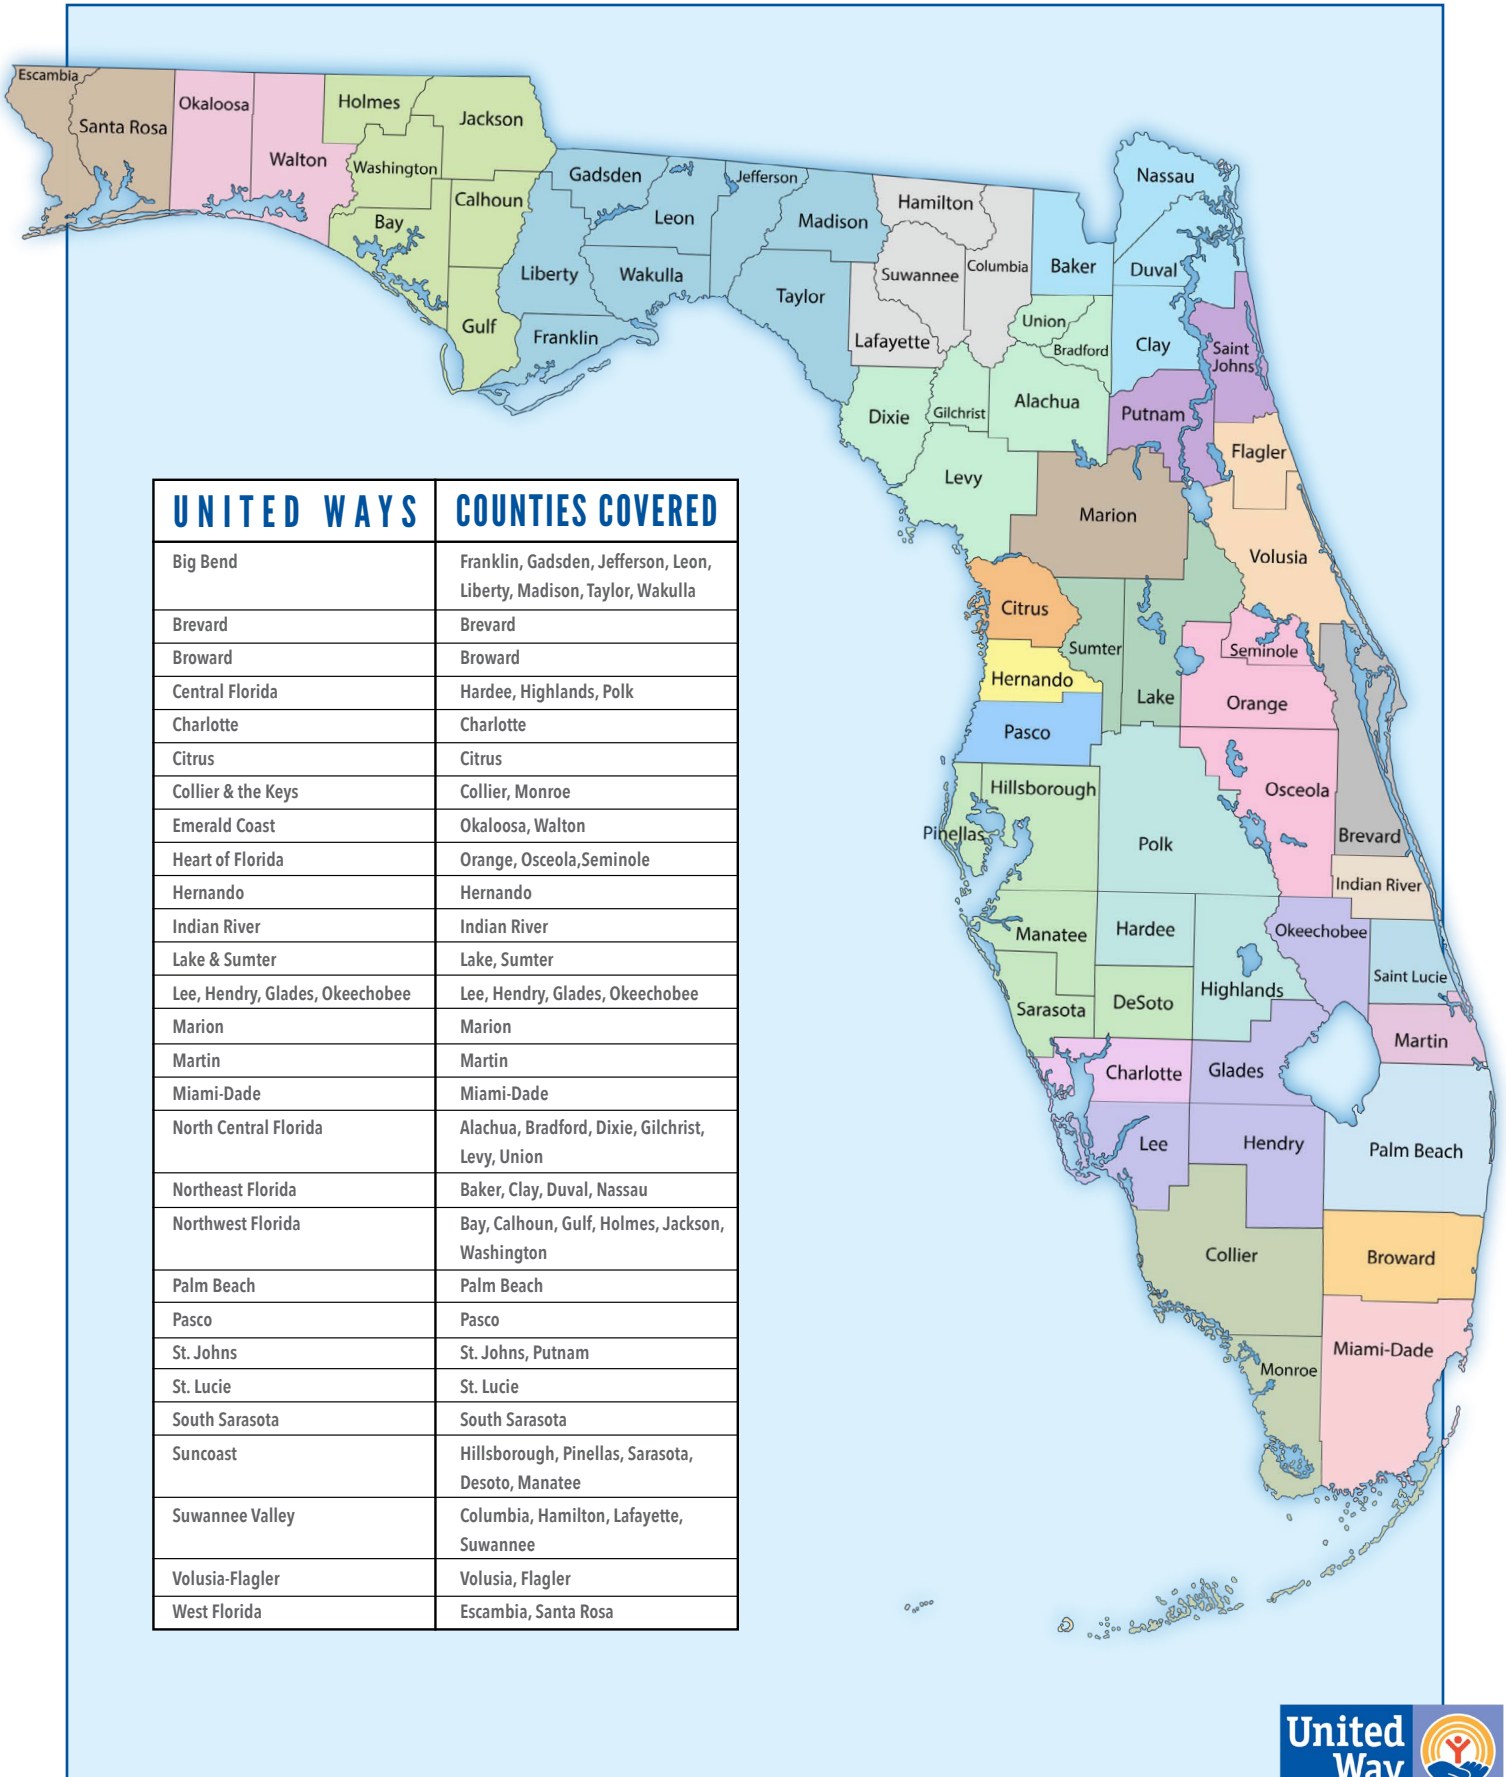 Escambia
Santa Rosa
Okaloosa
Walton
Holmes
Jackson
Washington
Calhoun
Bay
Gulf
Gadsden
Jefferson
Leon
Madison
Liberty
Wakulla
Taylor
Franklin
Hamilton
Suwannee
Columbia
Lafayette
Baker
Nassau
Duval
Union
Bradford
Clay
Saint
Johns
Dixie
Gilchrist
Alachua
Putnam
Flagler
Levy
Marion
Volusia
Citrus
Sumter
Seminole
Hernando
Lake
Orange
Pasco
Hillsborough
Osceola
Pinellas
Polk
Brevard
Indian River
Manatee
Hardee
Okeechobee
Saint Lucie
Highlands
Sarasota
DeSoto
Martin
Charlotte
Glades
Lee
Hendry
Palm Beach
Collier
Broward
Miami-Dade
Monroe
UNITED WAYS COUNTIES COVERED
Big Bend Franklin, Gadsden, Jefferson, Leon,
Liberty, Madison, Taylor, Wakulla
Brevard Brevard
Broward Broward
Central Florida Hardee, Highlands, Polk
Charlotte Charlotte
Citrus Citrus
Collier & the Keys Collier, Monroe
Emerald Coast Okaloosa, Walton
Heart of Florida Orange, Osceola,Seminole
Hernando Hernando
Indian River Indian River
Lake & Sumter Lake, Sumter
Lee, Hendry, Glades, Okeechobee Lee, Hendry, Glades, Okeechobee
Marion Marion
Martin Martin
Miami-Dade Miami-Dade
North Central Florida Alachua, Bradford, Dixie, Gilchrist,
Levy, Union
Northeast Florida Baker, Clay, Duval, Nassau
Northwest Florida Bay, Calhoun, Gulf, Holmes, Jackson,
Washington
Palm Beach Palm Beach
Pasco Pasco
St. Johns St. Johns, Putnam
St. Lucie St. Lucie
South Sarasota South Sarasota
Suncoast Hillsborough, Pinellas, Sarasota,
Desoto, Manatee
Suwannee Valley Columbia, Hamilton, Lafayette,
Suwannee
Volusia-Flagler Volusia, Flagler
West Florida Escambia, Santa Rosa
United
Way